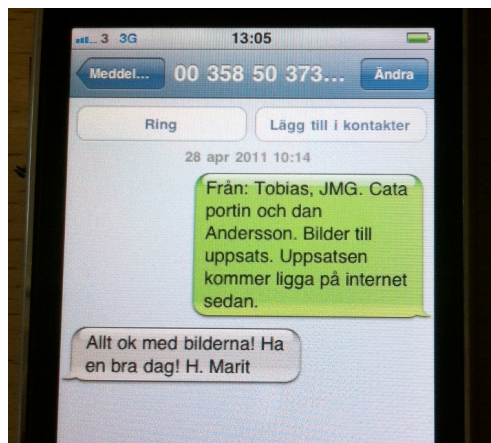 3 3G 13:05
Meddel... 00 358 50 373... Ändra
Ring Lägg till i kontakter
28 apr 2011 10:14
Från: Tobias, JMG. Cata
portin och dan
Andersson. Bilder till
uppsats. Uppsatsen
kommer ligga på internet
sedan.
Allt ok med bilderna! Ha
en bra dag! H. Marit